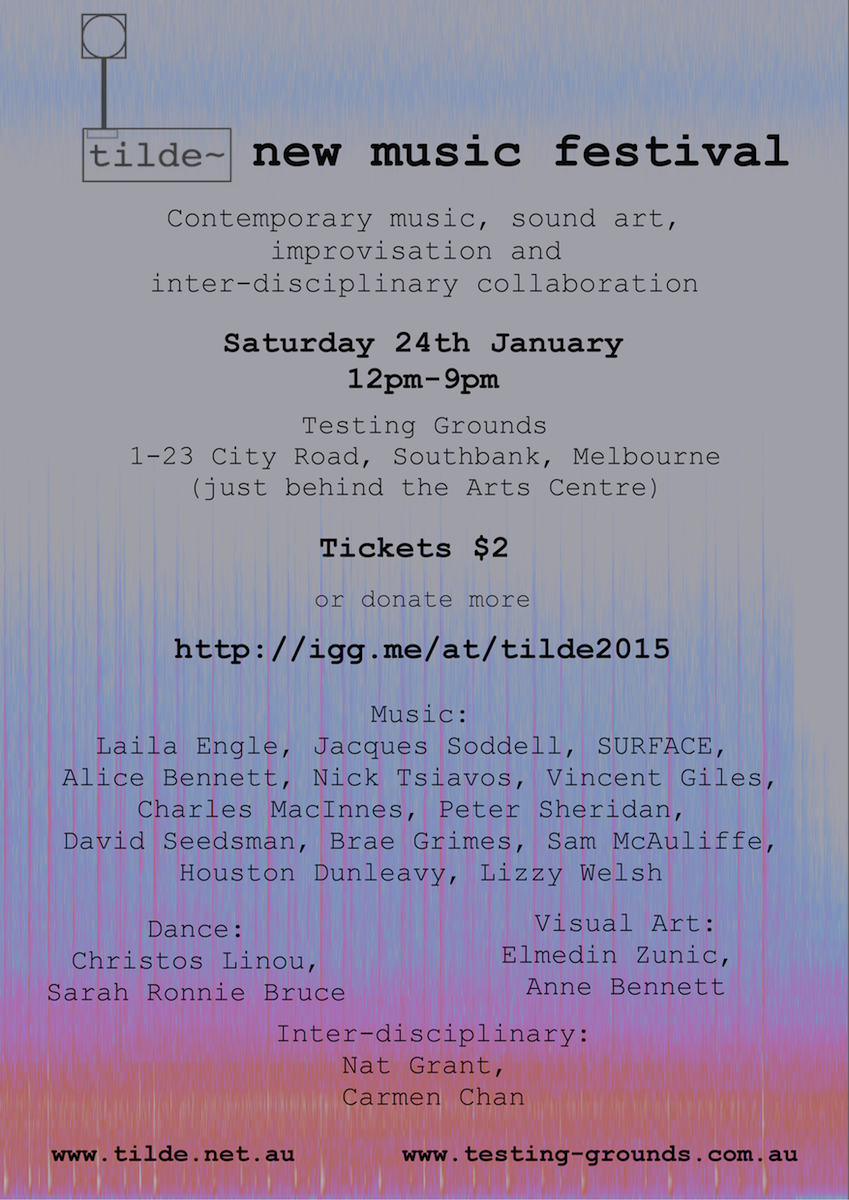 tilde~ new music festival
Contemporary music, sound art,
improvisation and
inter-disciplinary collaboration
Saturday 24th January
12pm-9pm
Testing Grounds
1-23 City Road, Southbank, Melbourne
(just behind the Arts Centre)
Tickets $2
or donate more
http://igg.me/at/tilde2015
Music:
Laila Engle, Jacques Soddell, SURFACE,
Alice Bennett, Nick Tsiavos, Vincent Giles,
Charles MacInnes, Peter Sheridan,
David Seedsman, Brae Grimes, Sam McAuliffe,
Houston Dunleavy, Lizzy Welsh
Dance:
Christos Linou,
Sarah Ronnie Bruce
Visual Art:
Elmedin Zunic,
Anne Bennett
Inter-disciplinary:
Nat Grant,
Carmen Chan
www.tilde.net.au
www.testing-grounds.com.au